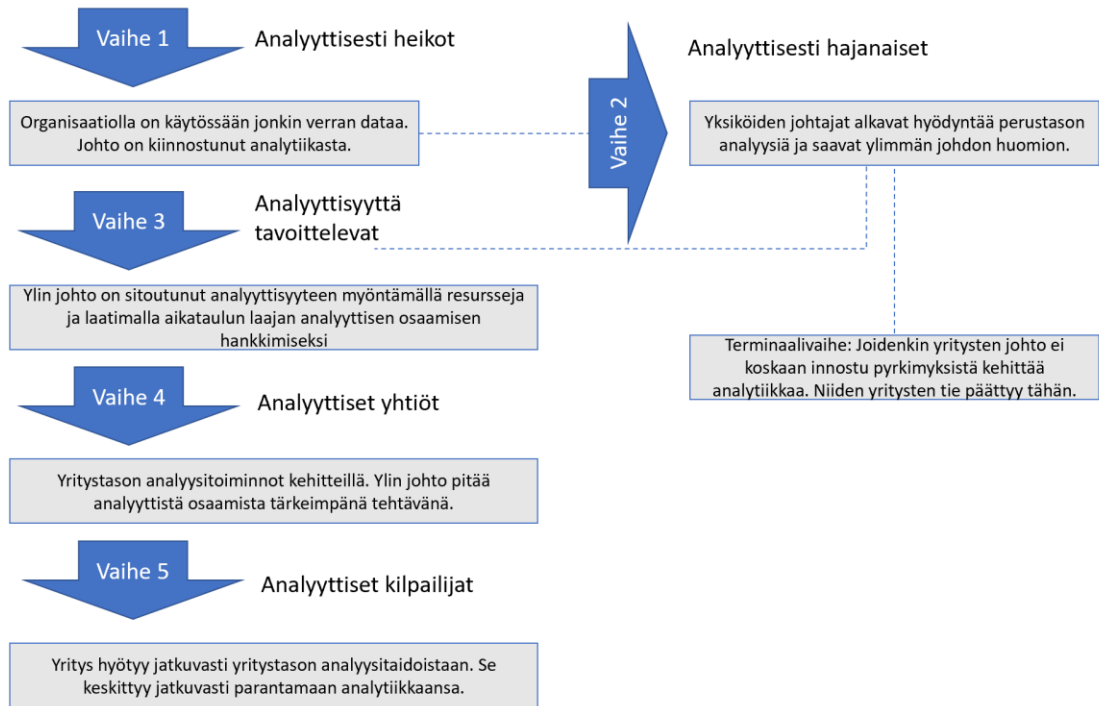 Vaihe 1
Analyyttisesti heikot
Organisaatiolla on käytössään jonkin verran dataa.
Johto on kiinnostunut analytiikasta.
Vaihe 2
Analyyttisesti hajanaiset
Yksiköiden johtajat alkavat hyödyntää perustason
analyysiä ja saavat ylimmän johdon huomion.
Vaihe 3
Analyyttisyyttä
tavoittelevat
Ylin johto on sitoutunut analyyttisyyteen myöntämällä resursseja
ja laatimalla aikataulun laajan analyyttisen osaamisen
hankkimiseksi
Terminaalivaihe: Joidenkin yritysten johto ei
koskaan innostu pyrkimyksistä kehittää
analytiikkaa. Niiden yritysten tie päättyy tähän.
Vaihe 4
Analyyttiset yhtiöt
Yritystason analyysitoiminnot kehitteillä. Ylin johto pitää
analyyttistä osaamista tärkeimpänä tehtävänä.
Vaihe 5
Analyyttiset kilpailijat
Yritys hyötyy jatkuvasti yritystason analyysitaidoistaan. Se
keskittyy jatkuvasti parantamaan analytiikkaansa.